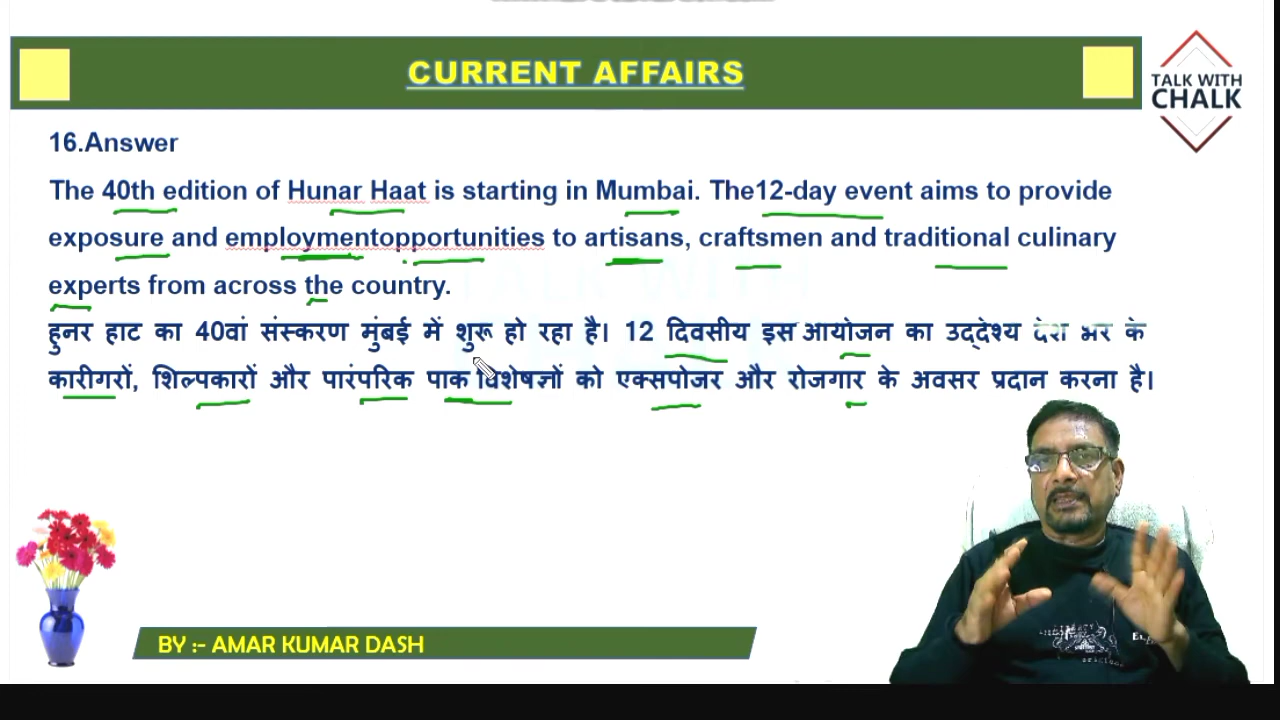 CURRENT AFFAIRS
TALK WITH
CHALK
16.Answer
The 40th edition of Hunar Haat is starting in Mumbai. The12-day event aims to provide
exposure and employmentopportunities to artisans, craftsmen and traditional culinary
experts from across the country.
हुनर हाट का 40वां संस्करण मुंबई में शुरू हो रहा है। 12 दिवसीय इस आयोजन का उद्देश्य देश भर के
कारीगरों, शिल्पकारों और पारंपरिक पाक विशेषज्ञों को एक्सपोजर और रोजगार के अवसर प्रदान करना है।
BY :- AMAR KUMAR DASH